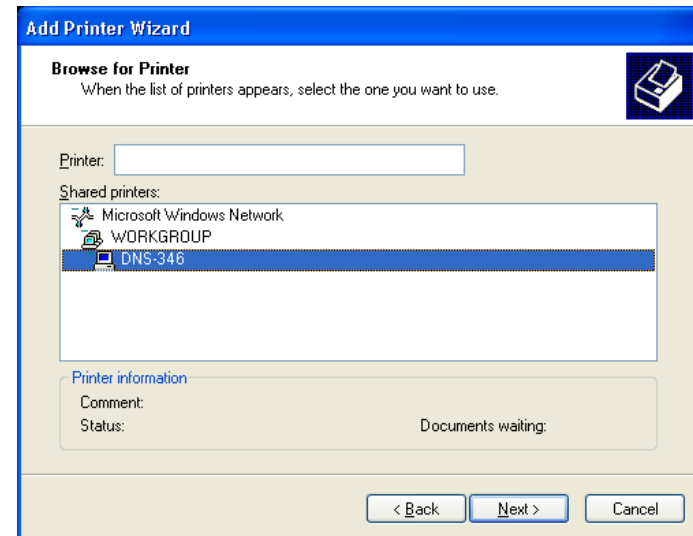 Add Printer Wizard
Browse for Printer
When the list of printers appears, select the one you want to use.
Printer:
Shared printers:
Microsoft Windows Network
WORKGROUP
DNS-346
Printer information
Comment:
Status: Documents waiting:
< Back Next > Cancel